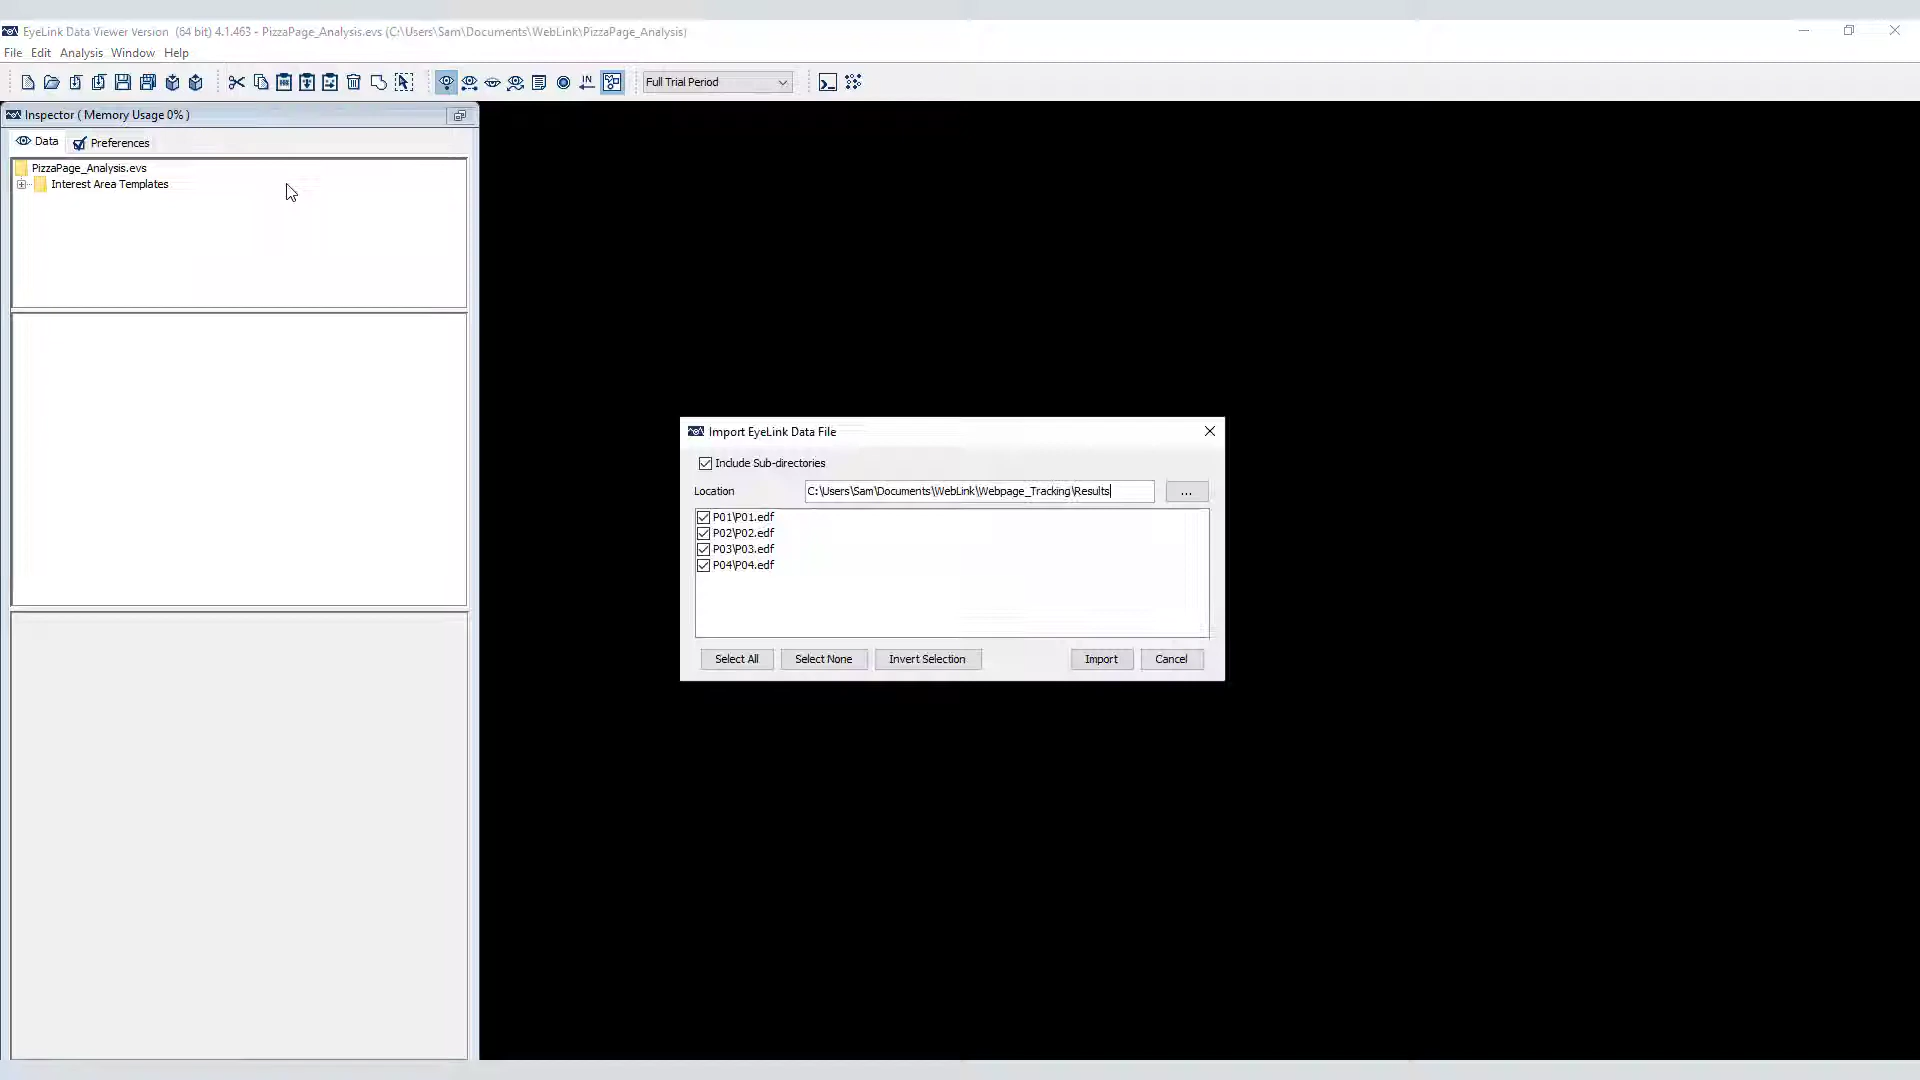 EyeLink Data Viewer Version  (64 bit) 4.1.463 - PizzaPage_Analysis.evs (C:\Users\Sam\Documents\WebLink\PizzaPage_Analysis)
File Edit Analysis Window Help
IN
Full Trial Period
Inspector ( Memory Usage 0% )
Data Preferences
PizzaPage_Analysis.evs
Interest Area Templates
Import EyeLink Data File
Include Sub-directories
Location C:\Users\Sam\Documents\WebLink\Webpage_Tracking\Results ...
P01\P01.edf
P02\P02.edf
P03\P03.edf
P04\P04.edf
Select All Select None Invert Selection Import Cancel